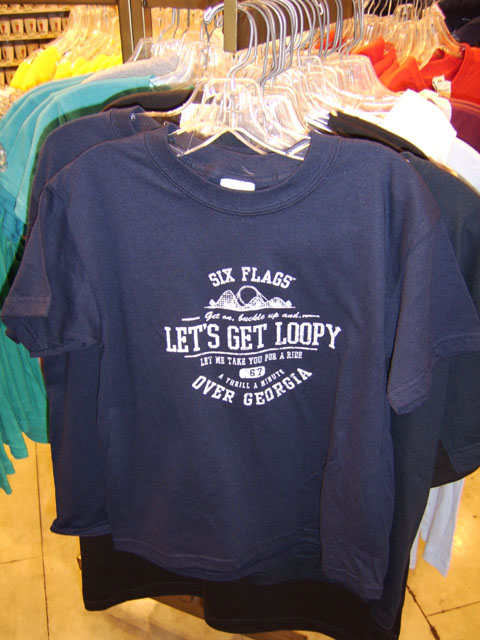 SIX FLAGS
Get on, buckle up and...
LET'S GET LOOPY
LET ME TAKE YOU FOR A RIDE
67
A THRILL A MINUTE
OVER GEORGIA